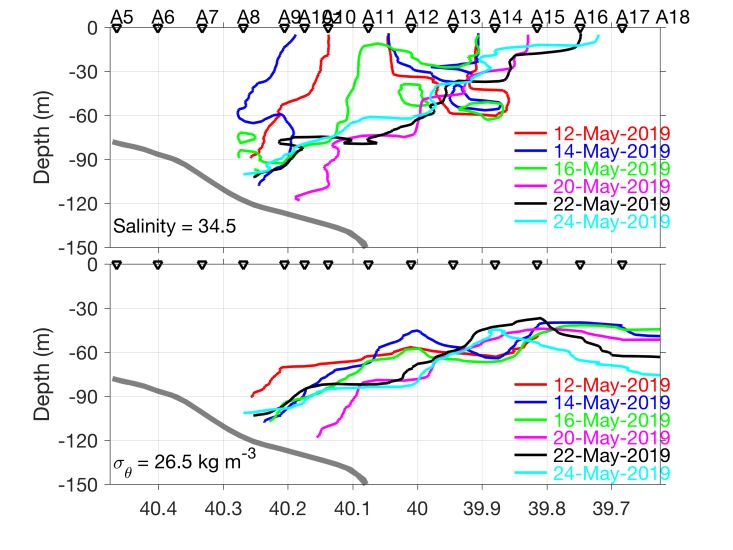 A5 A6 A7 A8 A9 A10 A11 A12 A13 A14 A15 A16 A17 A18
0
-30
-60
-90
-120
-150
Depth (m)
12-May-2019
14-May-2019
16-May-2019
20-May-2019
22-May-2019
24-May-2019
Salinity = 34.5
0
-30
-60
-90
-120
-150
Depth (m)
12-May-2019
14-May-2019
16-May-2019
20-May-2019
22-May-2019
24-May-2019
σθ = 26.5 kg m-3
40.4 40.3 40.2 40.1 40 39.9 39.8 39.7